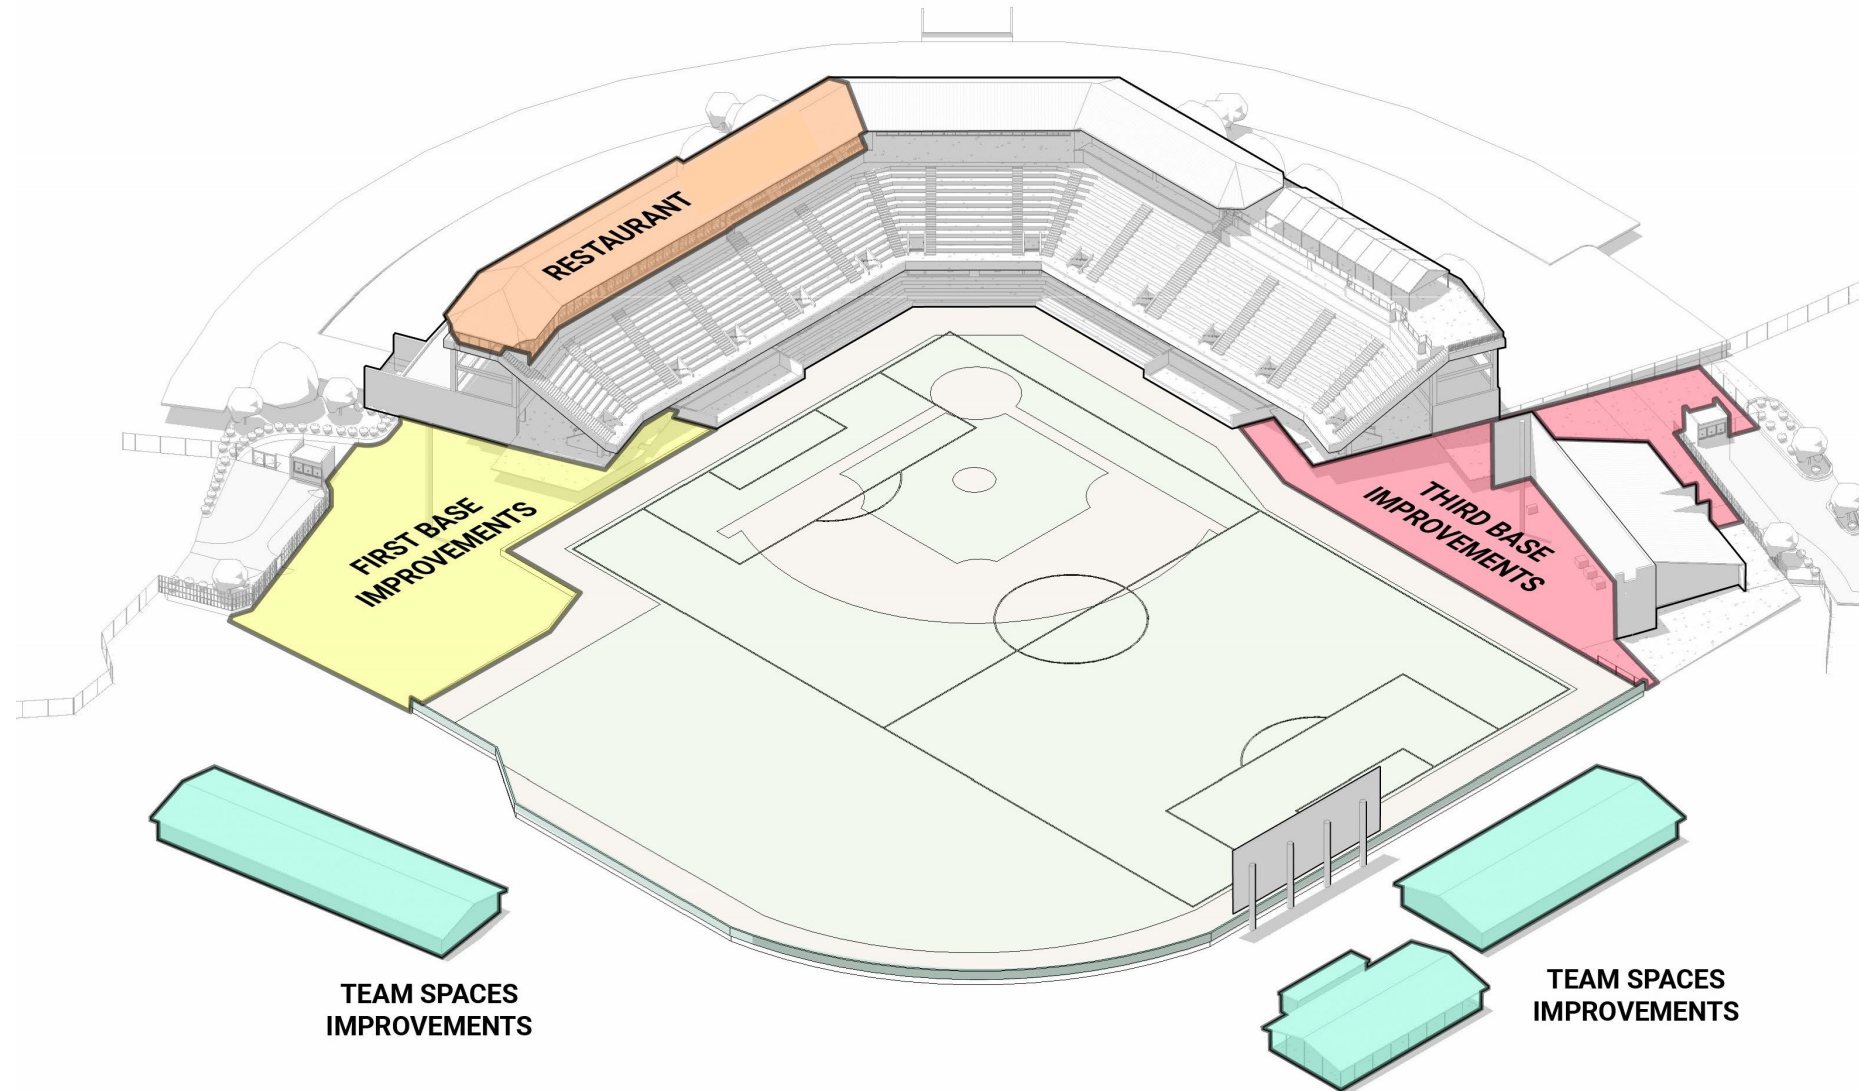 RESTAURANT
FIRST BASE
IMPROVEMENTS
THIRD BASE
IMPROVEMENTS
TEAM SPACES
IMPROVEMENTS
TEAM SPACES
IMPROVEMENTS